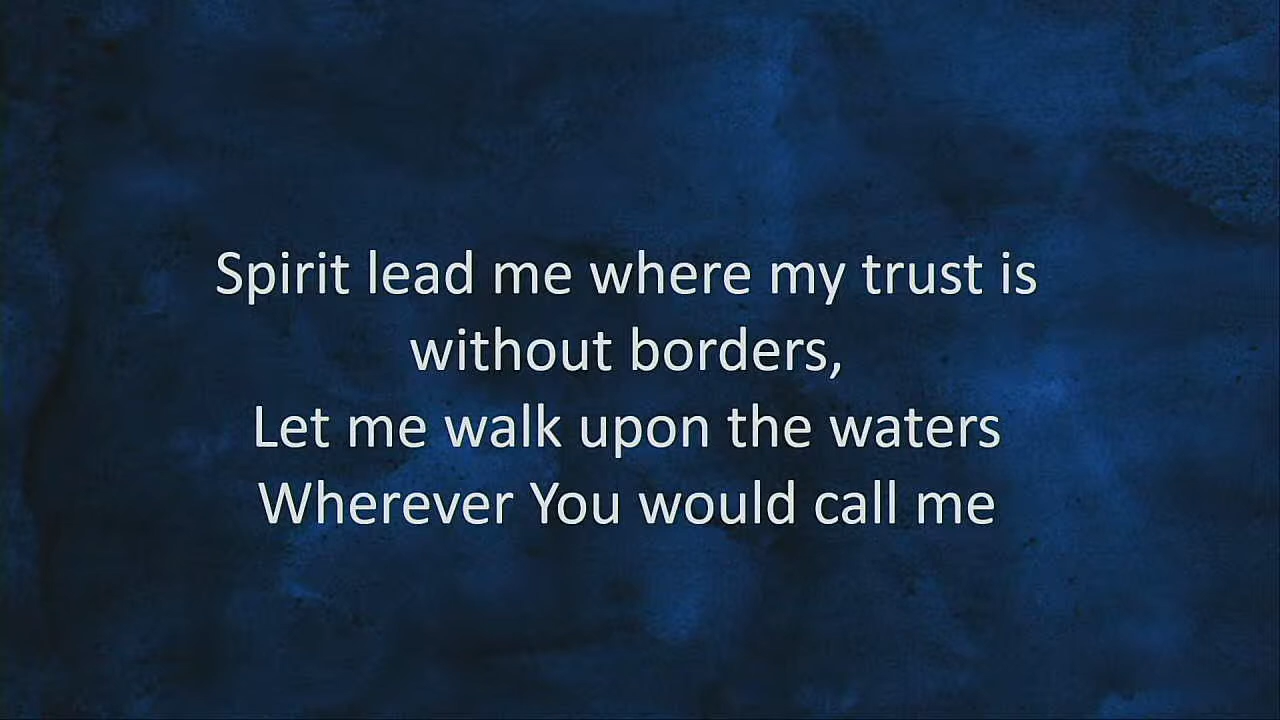 Spirit lead me where my trust is
without borders,
Let me walk upon the waters
Wherever You would call me